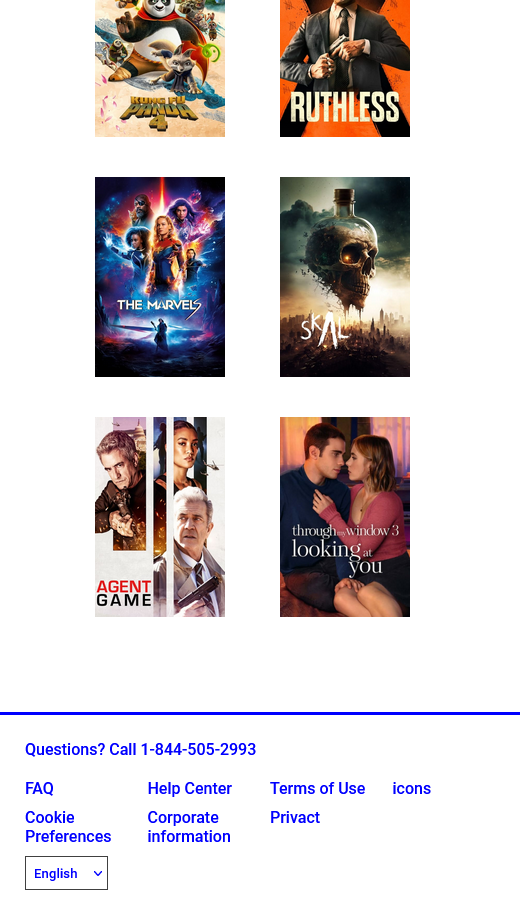 KUNG FU
PANDA
4
RUTHLESS
THE MARVELS
SKAL
AGENT
GAME
through my window 3
looking at
you
Questions? Call 1-844-505-2993
FAQ
Help Center
Terms of Use
icons
Cookie
Preferences
Corporate
information
Privact
English